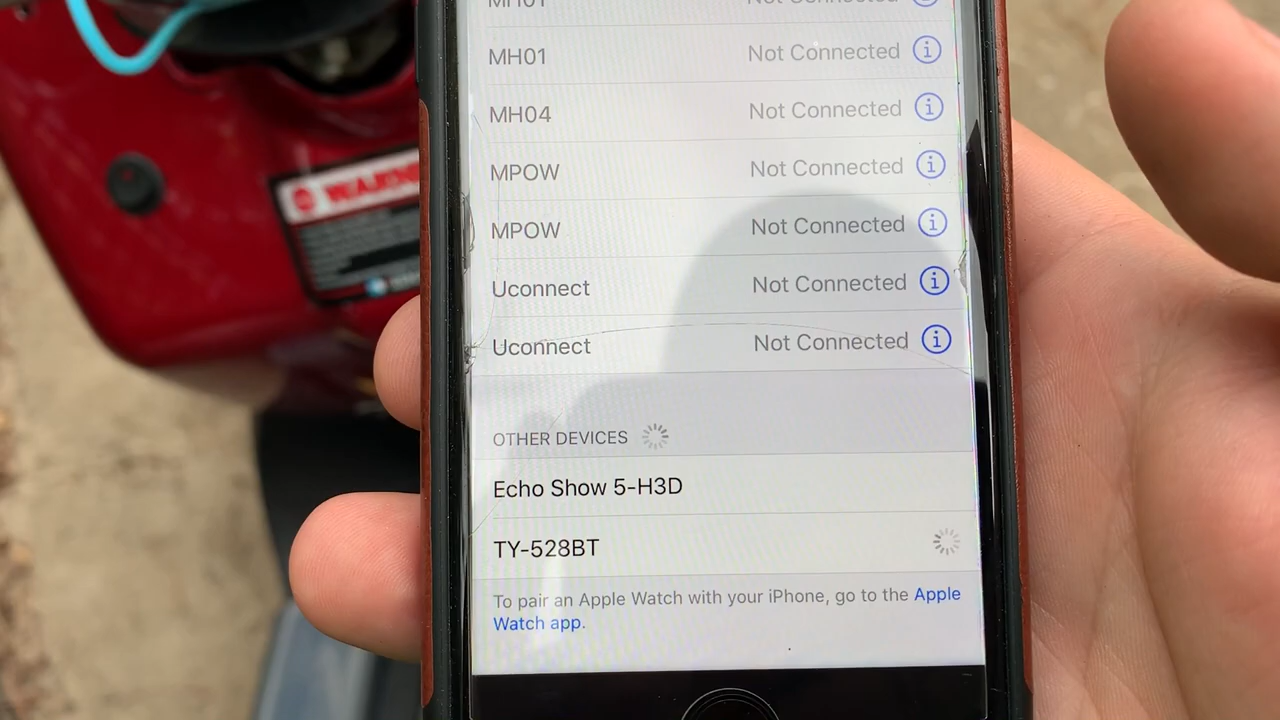 MH01 Not Connected
MH01 Not Connected
MH04 Not Connected
MPOW Not Connected
MPOW Not Connected
Uconnect Not Connected
Uconnect Not Connected
OTHER DEVICES
Echo Show 5-H3D
TY-528BT
To pair an Apple Watch with your iPhone, go to the Apple
Watch app.